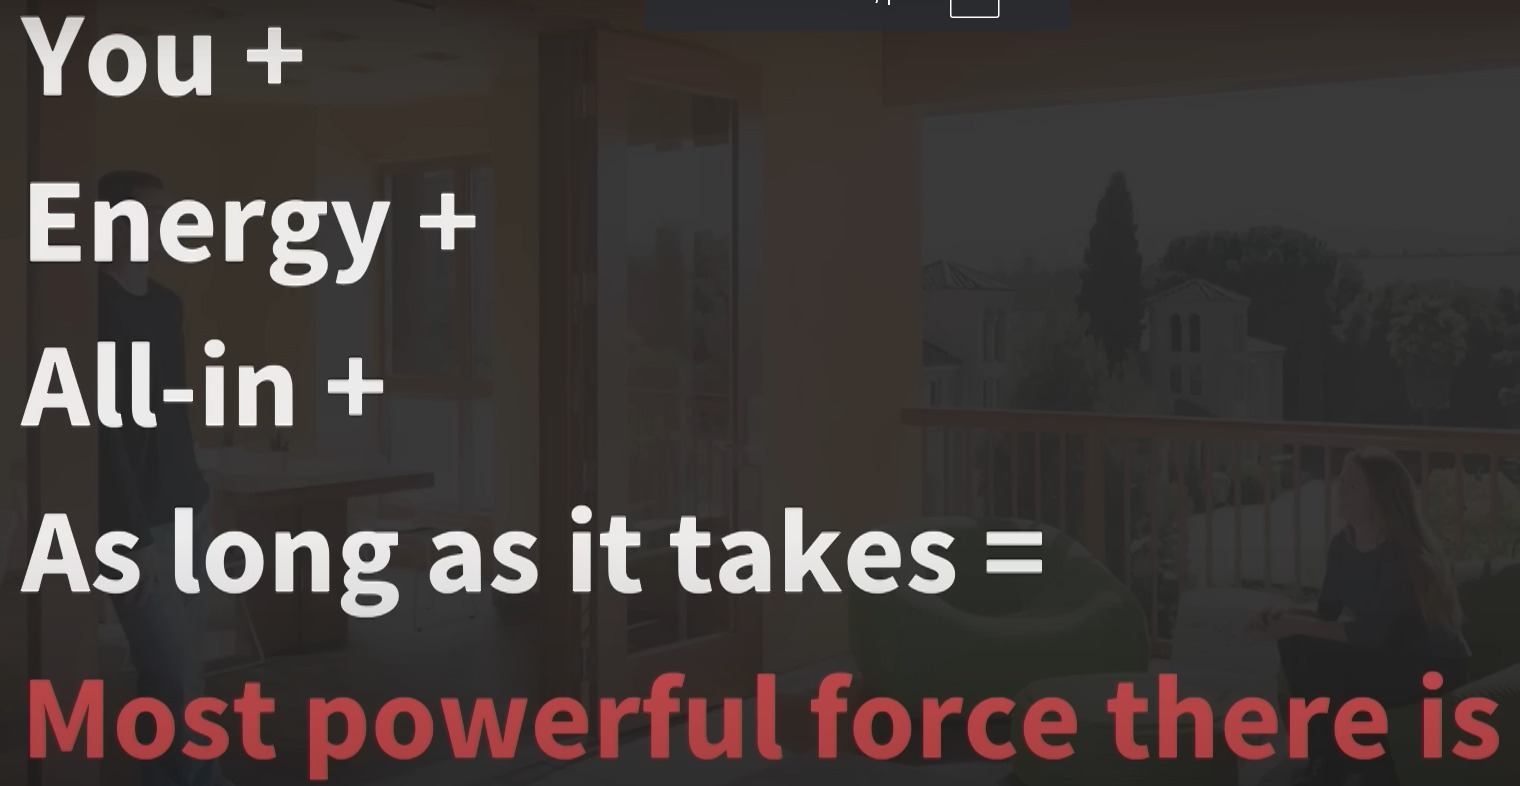 You +
Energy +
All-in +
As long as it takes =
Most powerful force there is